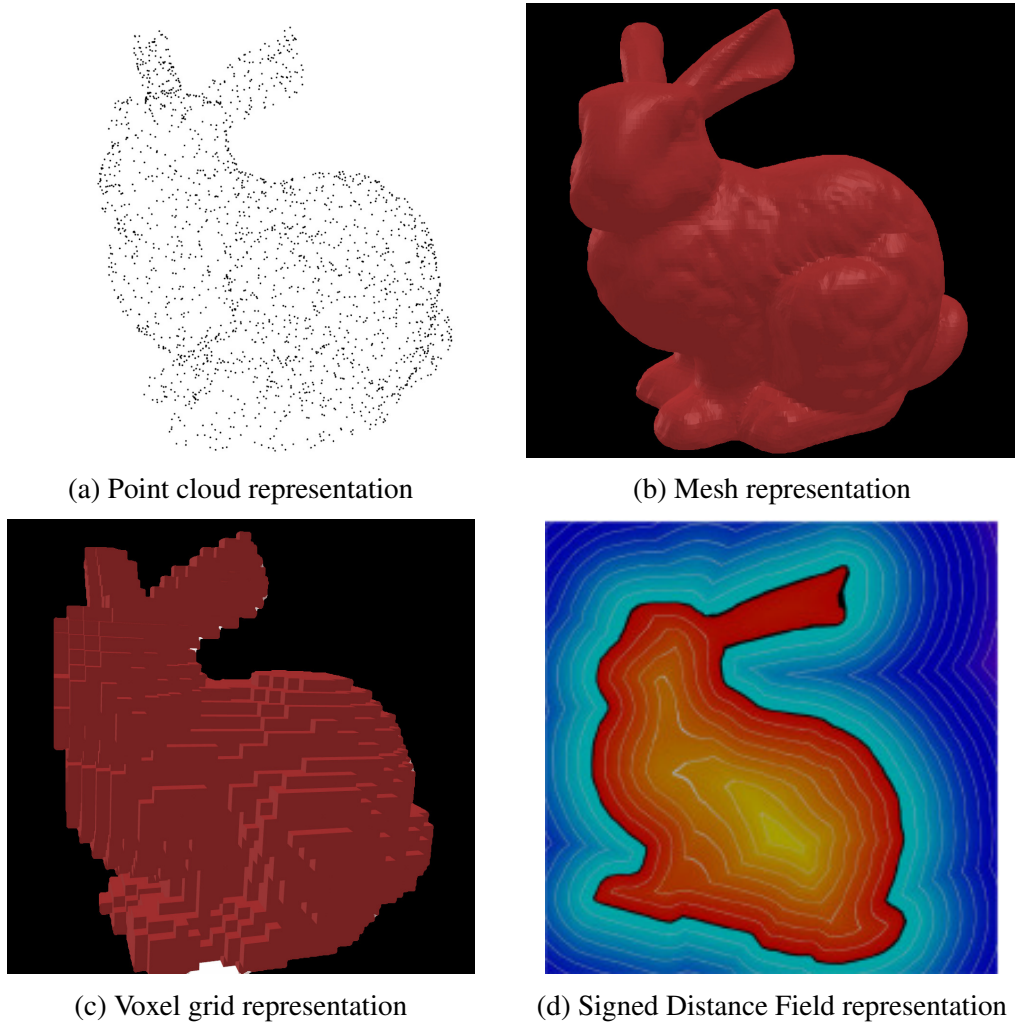 (a) Point cloud representation
(b) Mesh representation
(c) Voxel grid representation
(d) Signed Distance Field representation